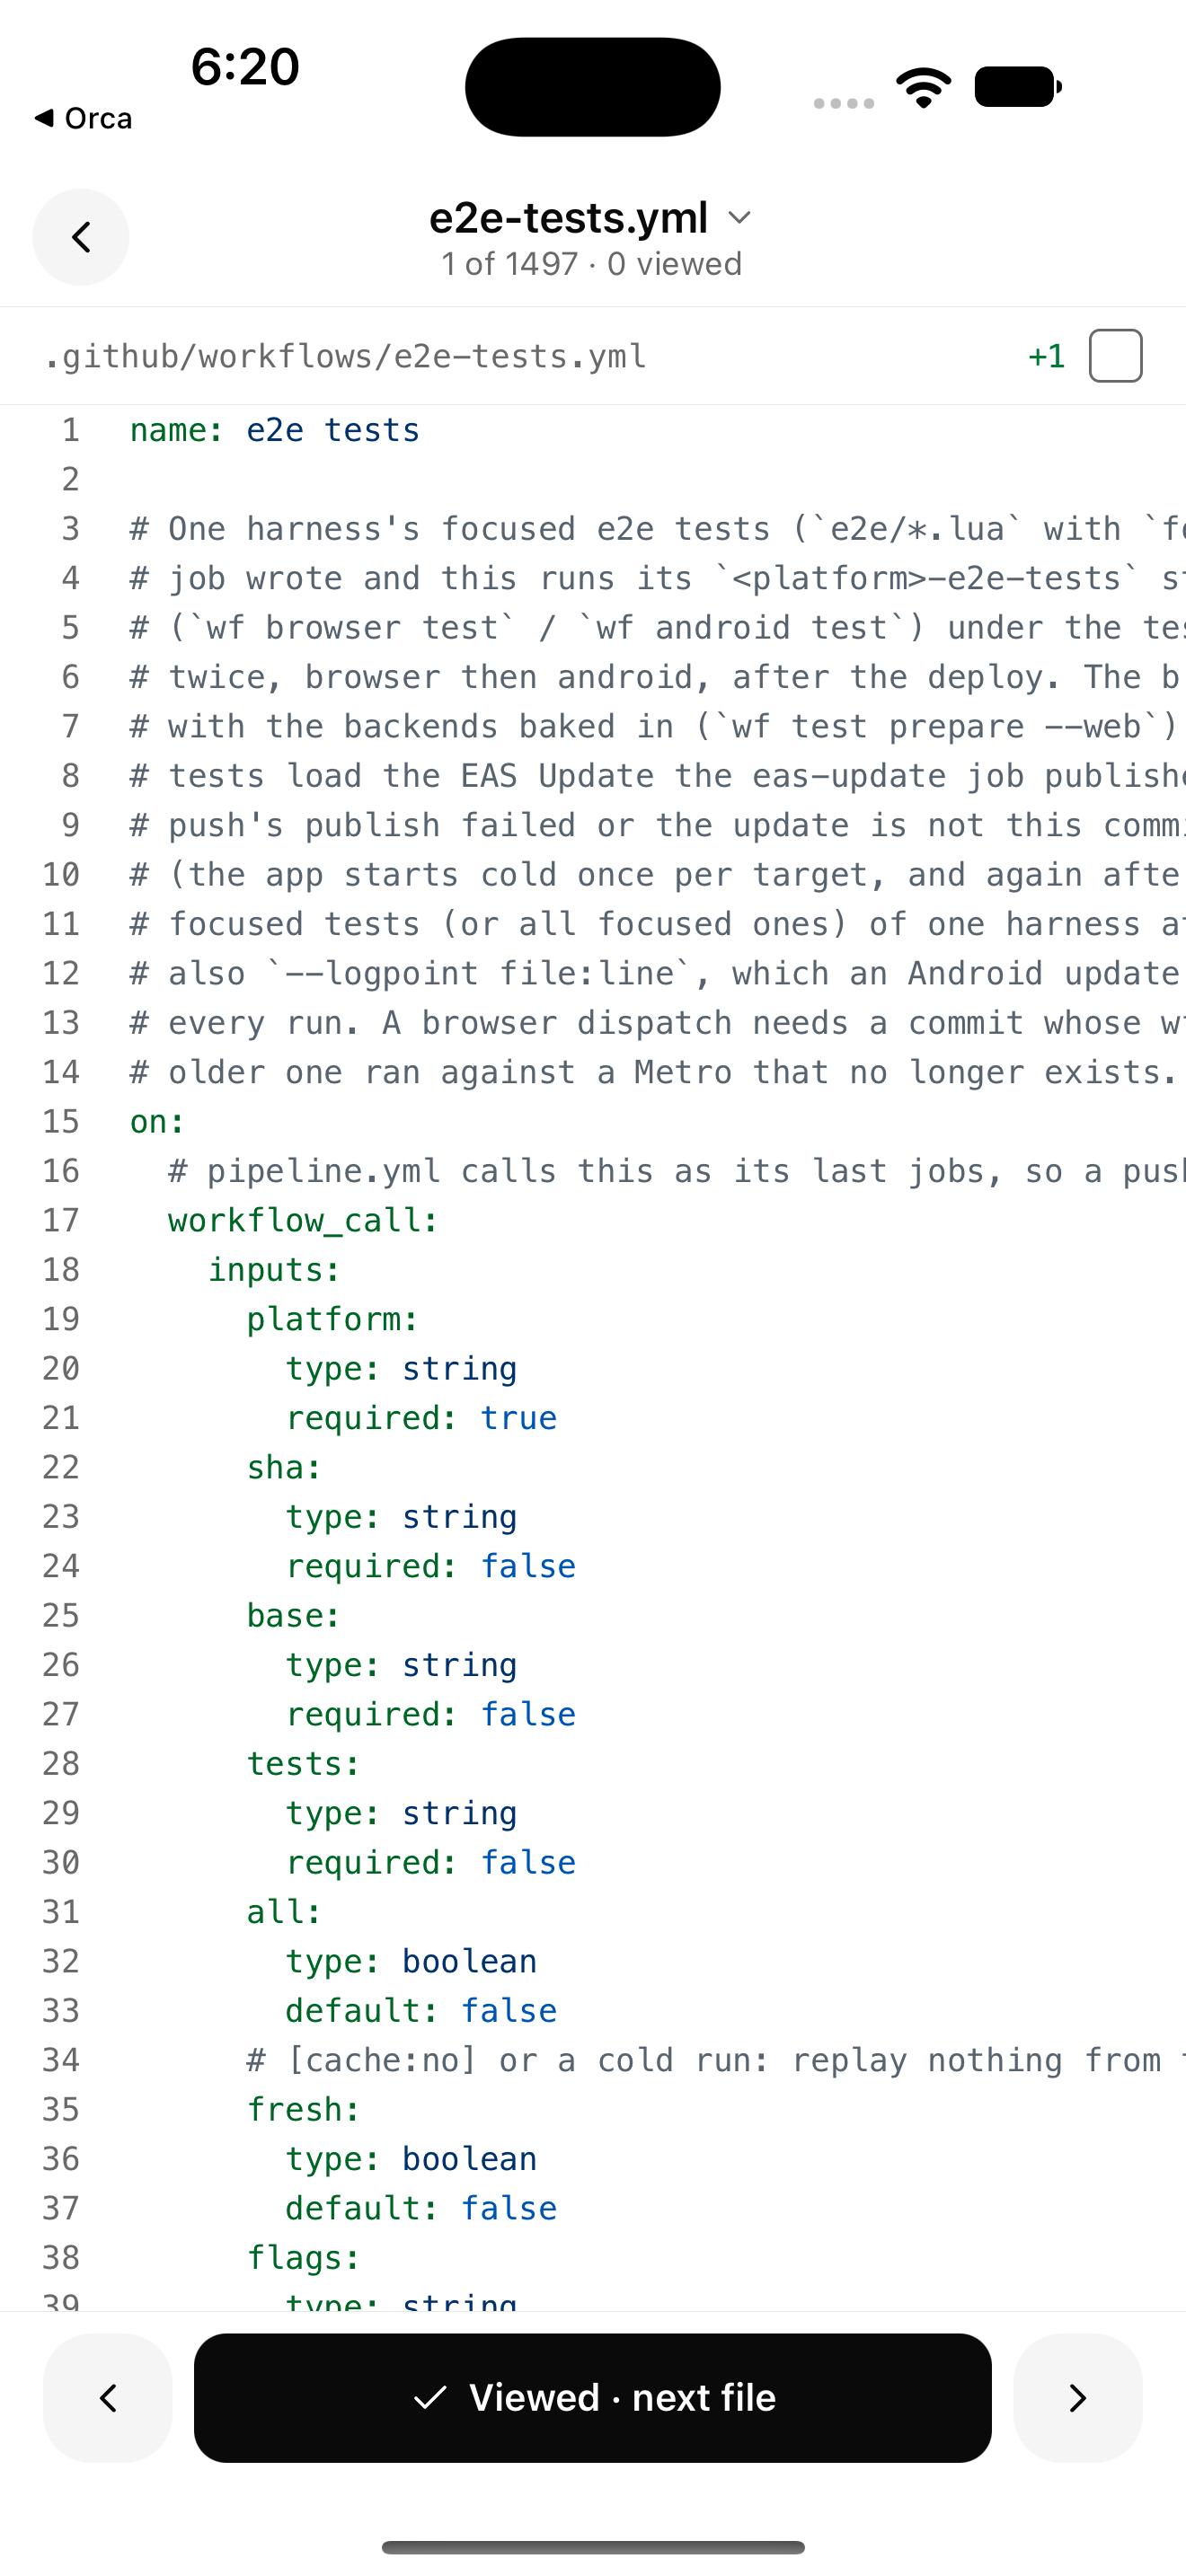 6:20
◀ Orca
e2e-tests.yml
1 of 1497 · 0 viewed
.github/workflows/e2e-tests.yml +1
1 name: e2e tests
2
3 # One harness's focused e2e tests (`e2e/*.lua` with `fo
4 # job wrote and this runs its `<platform>-e2e-tests` st
5 # (`wf browser test` / `wf android test`) under the tes
6 # twice, browser then android, after the deploy. The b
7 # with the backends baked in (`wf test prepare --web`)
8 # tests load the EAS Update the eas-update job publishe
9 # push's publish failed or the update is not this commi
10 # (the app starts cold once per target, and again afte
11 # focused tests (or all focused ones) of one harness at
12 # also `--logpoint file:line`, which an Android update
13 # every run. A browser dispatch needs a commit whose
14 # older one ran against a Metro that no longer exists.
15 on:
16 # pipeline.yml calls this as its last jobs, so a push
17 workflow_call:
18 inputs:
19 platform:
20 type: string
21 required: true
22 sha:
23 type: string
24 required: false
25 base:
26 type: string
27 required: false
28 tests:
29 type: string
30 required: false
31 all:
32 type: boolean
33 default: false
34 # [cache:no] or a cold run: replay nothing from
35 fresh:
36 type: boolean
37 default: false
38 flags:
39 type: string
Viewed · next file